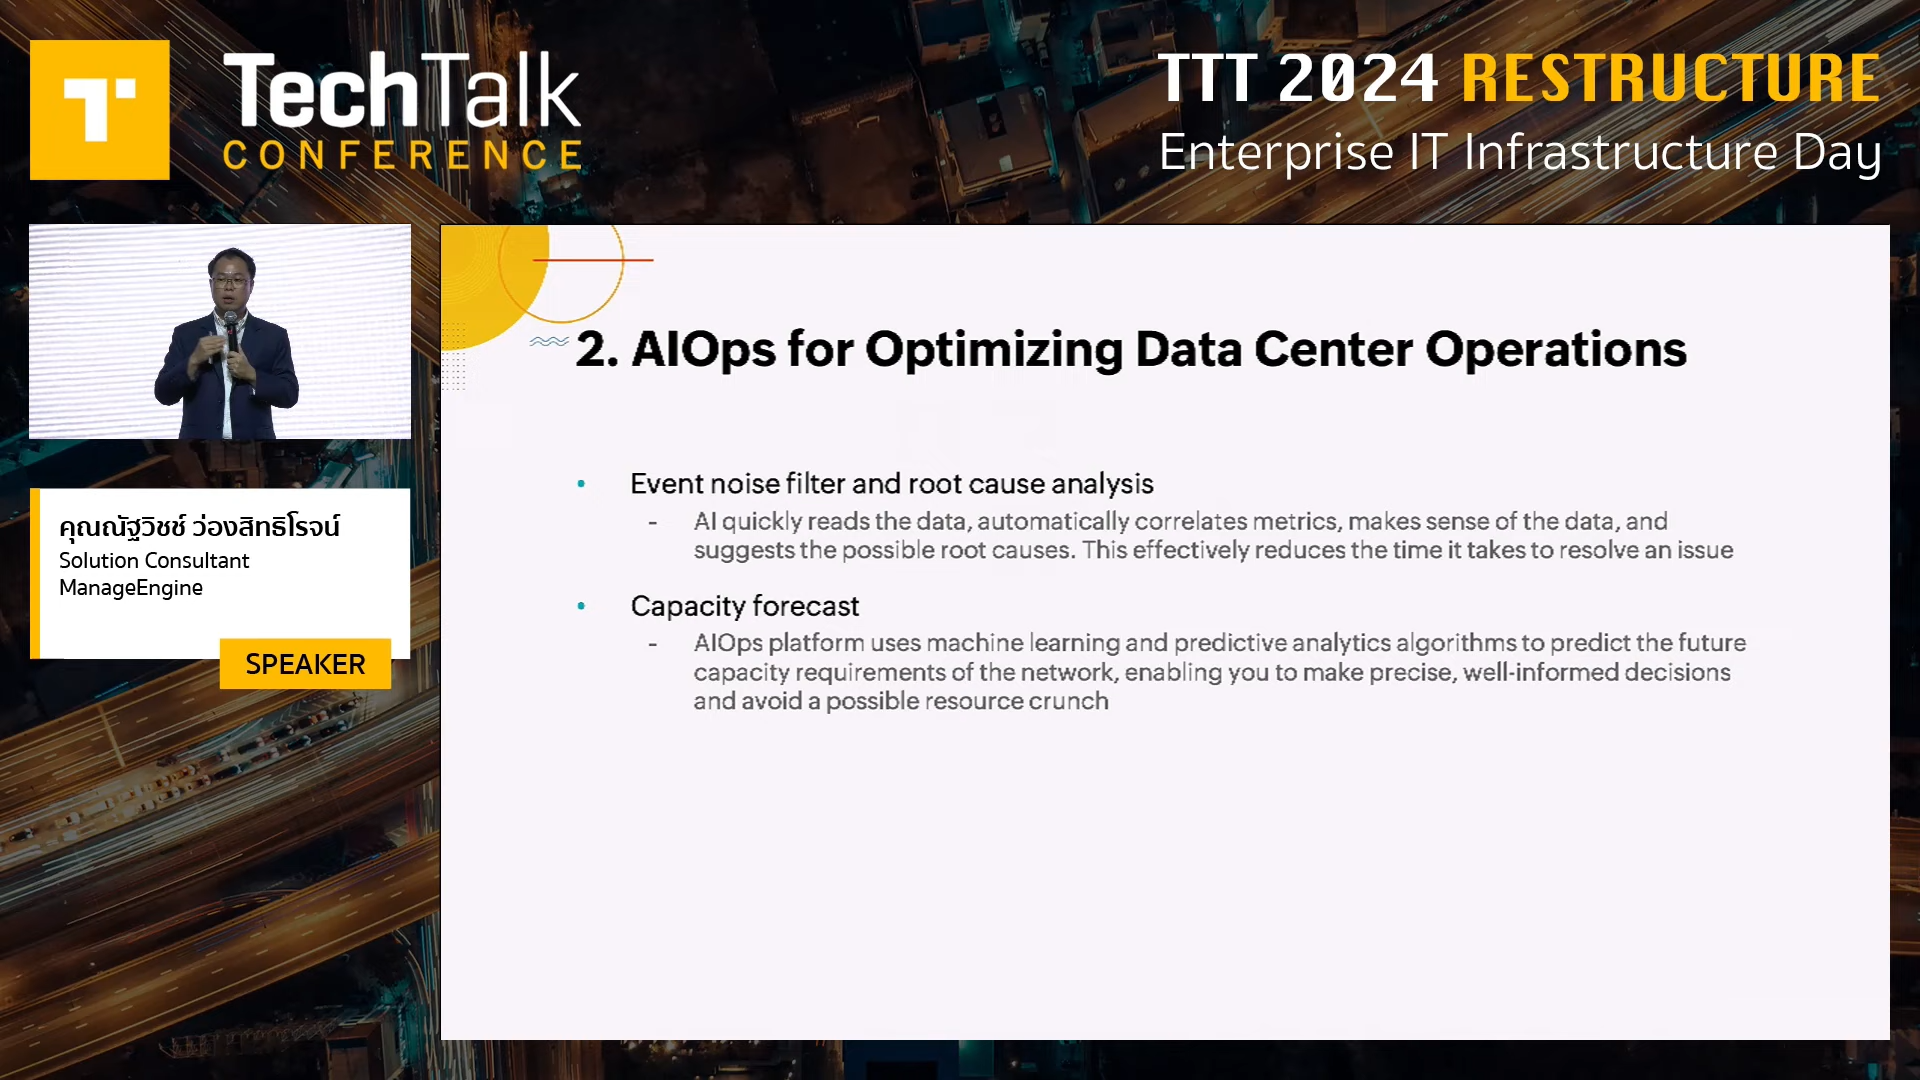 TechTalk
CONFERENCE
TTT 2024 RESTRUCTURE
Enterprise IT Infrastructure Day
คุณณัฐวิชช์ ว่องสิทธิโรจน์
Solution Consultant
ManageEngine
SPEAKER
2. AIOps for Optimizing Data Center Operations
• Event noise filter and root cause analysis
- AI quickly reads the data, automatically correlates metrics, makes sense of the data, and
suggests the possible root causes. This effectively reduces the time it takes to resolve an issue
• Capacity forecast
- AIOps platform uses machine learning and predictive analytics algorithms to predict the future
capacity requirements of the network, enabling you to make precise, well-informed decisions
and avoid a possible resource crunch